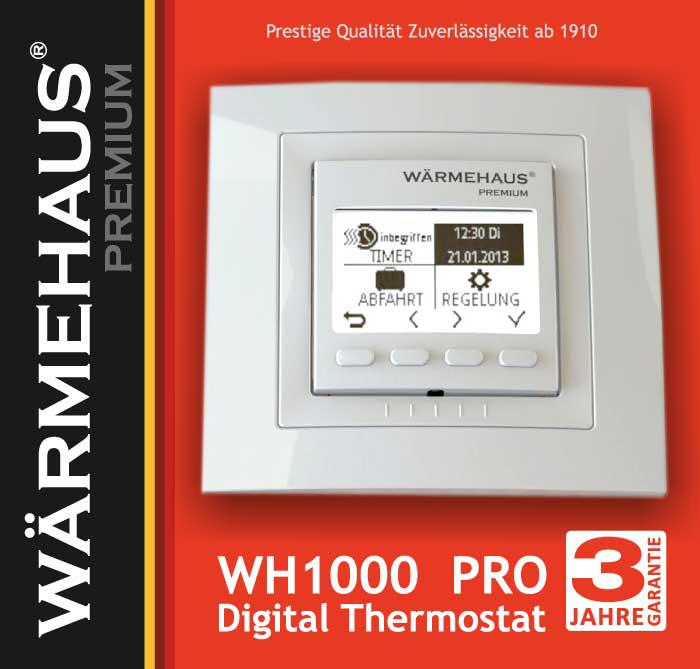 WÄRMEHAUS®
PREMIUM
Prestige Qualität Zuverlässigkeit ab 1910
WÄRMEHAUS®
PREMIUM
inbegriffen
TIMER
12:30 Di
21.01.2013
ABFAHRT
REGELUNG
WH1000 PRO
Digital Thermostat
3
JAHRE
GARANTIE